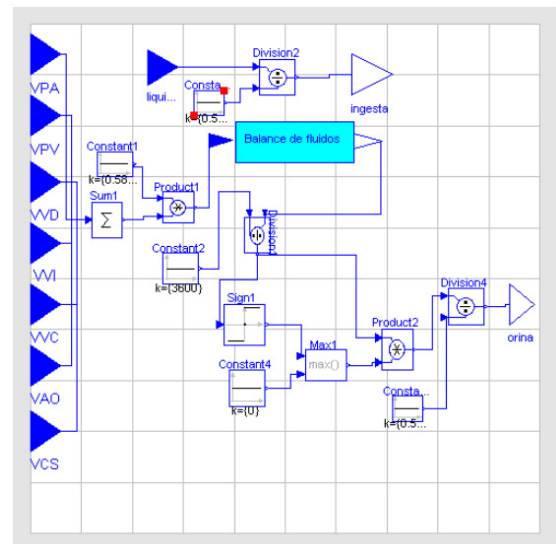 Division2
VPA
liqui...
Consta...
k={0.5...
ingesta
VPV
Constant1
Balance de fluidos
k={0.58...
Product1
VVD
Sum1
Σ
Division1
Constant2
k={3600}
VVI
Division4
Sign1
Product2
orina
VVC
Max1
max()
Constant4
k={0}
Consta...
k={0.5...
VAO
VCS